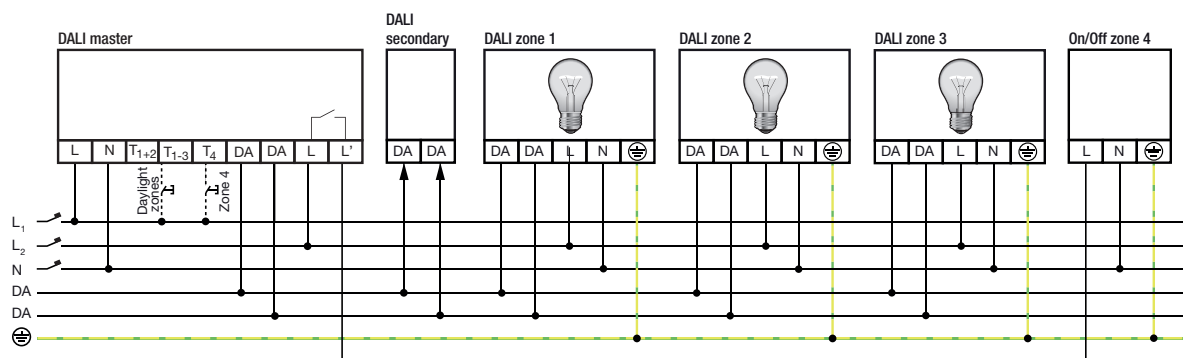 DALI master
DALI
secondary
DALI zone 1
DALI zone 2
DALI zone 3
On/Off zone 4
L N T1+2 T1-3 T4 DA DA L L'
DA DA
DA DA L N
DA DA L N
DA DA L N
L N
Daylight
zones
Zone 4
L1
L2
N
DA
DA